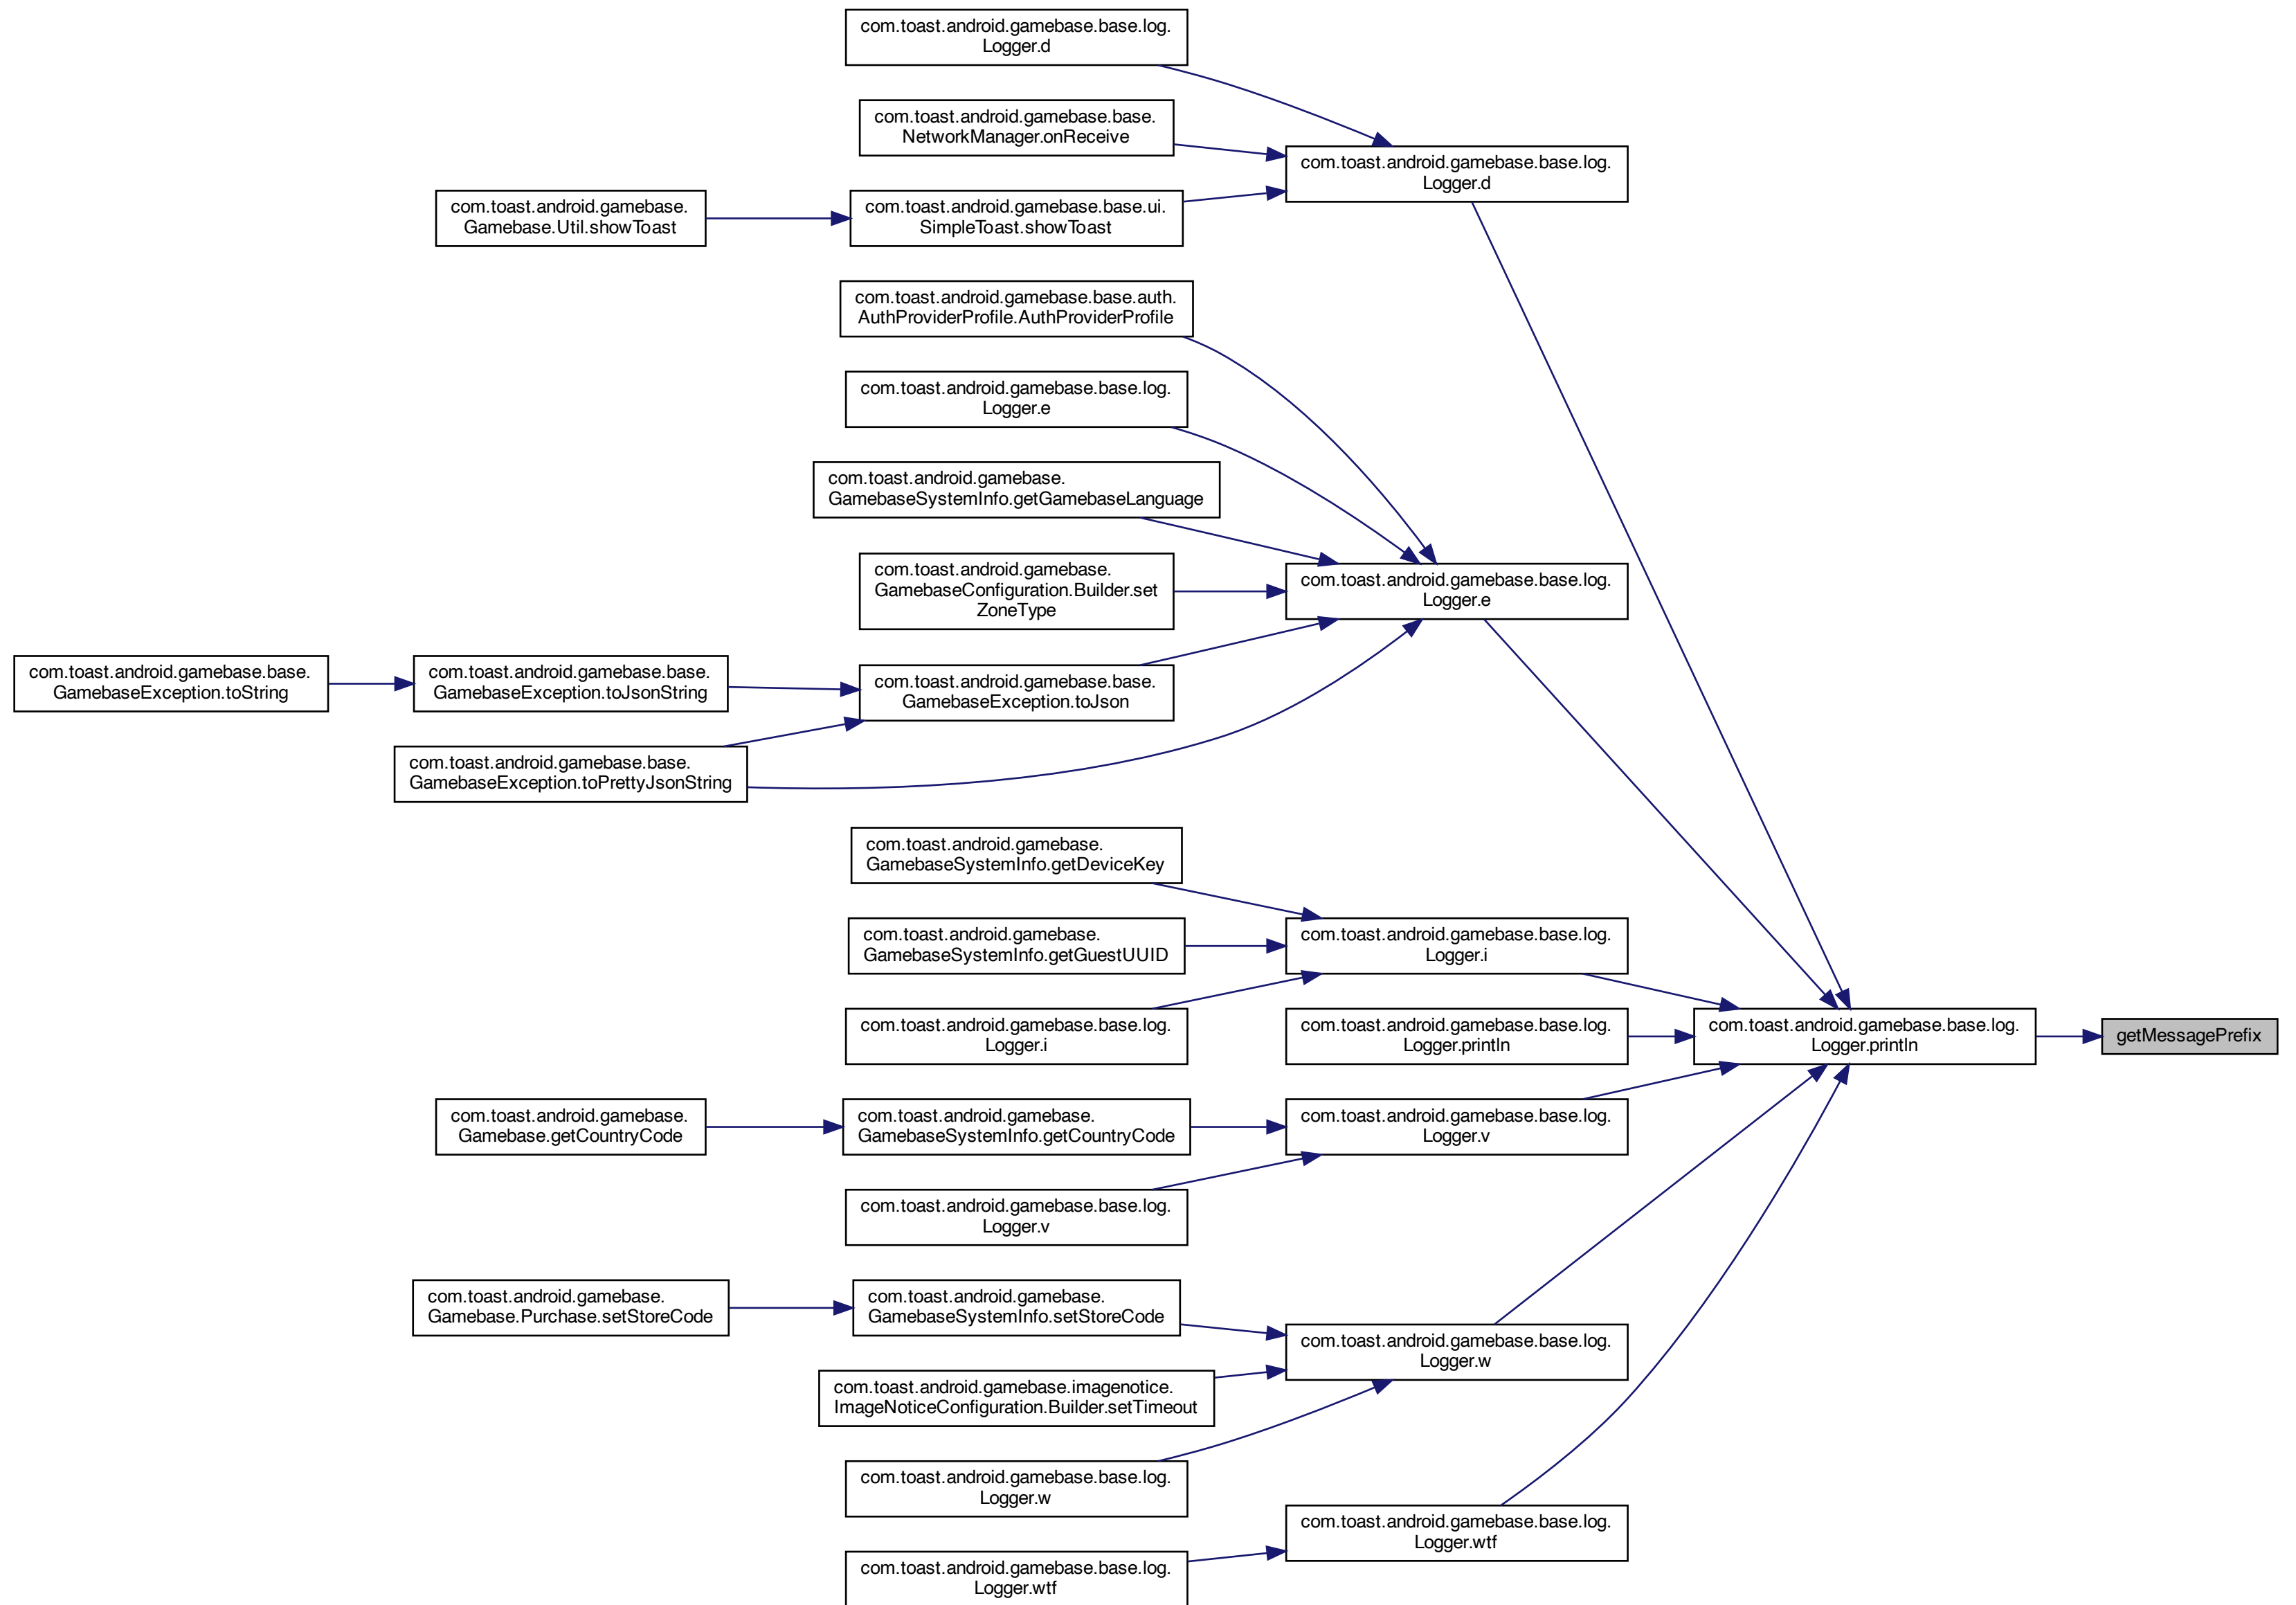 com.toast.android.gamebase.base.log.
Logger.d
com.toast.android.gamebase.base.
NetworkManager.onReceive
com.toast.android.gamebase.base.log.
Logger.d
com.toast.android.gamebase.
Gamebase.Util.showToast
com.toast.android.gamebase.base.ui.
SimpleToast.showToast
com.toast.android.gamebase.base.auth.
AuthProviderProfile.AuthProviderProfile
com.toast.android.gamebase.base.log.
Logger.e
com.toast.android.gamebase.
GamebaseSystemInfo.getGamebaseLanguage
com.toast.android.gamebase.
GamebaseConfiguration.Builder.set
ZoneType
com.toast.android.gamebase.base.log.
Logger.e
com.toast.android.gamebase.base.
GamebaseException.toString
com.toast.android.gamebase.base.
GamebaseException.toJsonString
com.toast.android.gamebase.base.
GamebaseException.toJson
com.toast.android.gamebase.base.
GamebaseException.toPrettyJsonString
com.toast.android.gamebase.
GamebaseSystemInfo.getDeviceKey
com.toast.android.gamebase.
GamebaseSystemInfo.getGuestUUID
com.toast.android.gamebase.base.log.
Logger.i
com.toast.android.gamebase.base.log.
Logger.i
com.toast.android.gamebase.base.log.
Logger.println
com.toast.android.gamebase.base.log.
Logger.println
getMessagePrefix
com.toast.android.gamebase.
Gamebase.getCountryCode
com.toast.android.gamebase.
GamebaseSystemInfo.getCountryCode
com.toast.android.gamebase.base.log.
Logger.v
com.toast.android.gamebase.base.log.
Logger.v
com.toast.android.gamebase.
Gamebase.Purchase.setStoreCode
com.toast.android.gamebase.
GamebaseSystemInfo.setStoreCode
com.toast.android.gamebase.base.log.
Logger.w
com.toast.android.gamebase.imagenotice.
ImageNoticeConfiguration.Builder.setTimeout
com.toast.android.gamebase.base.log.
Logger.w
com.toast.android.gamebase.base.log.
Logger.wtf
com.toast.android.gamebase.base.log.
Logger.wtf